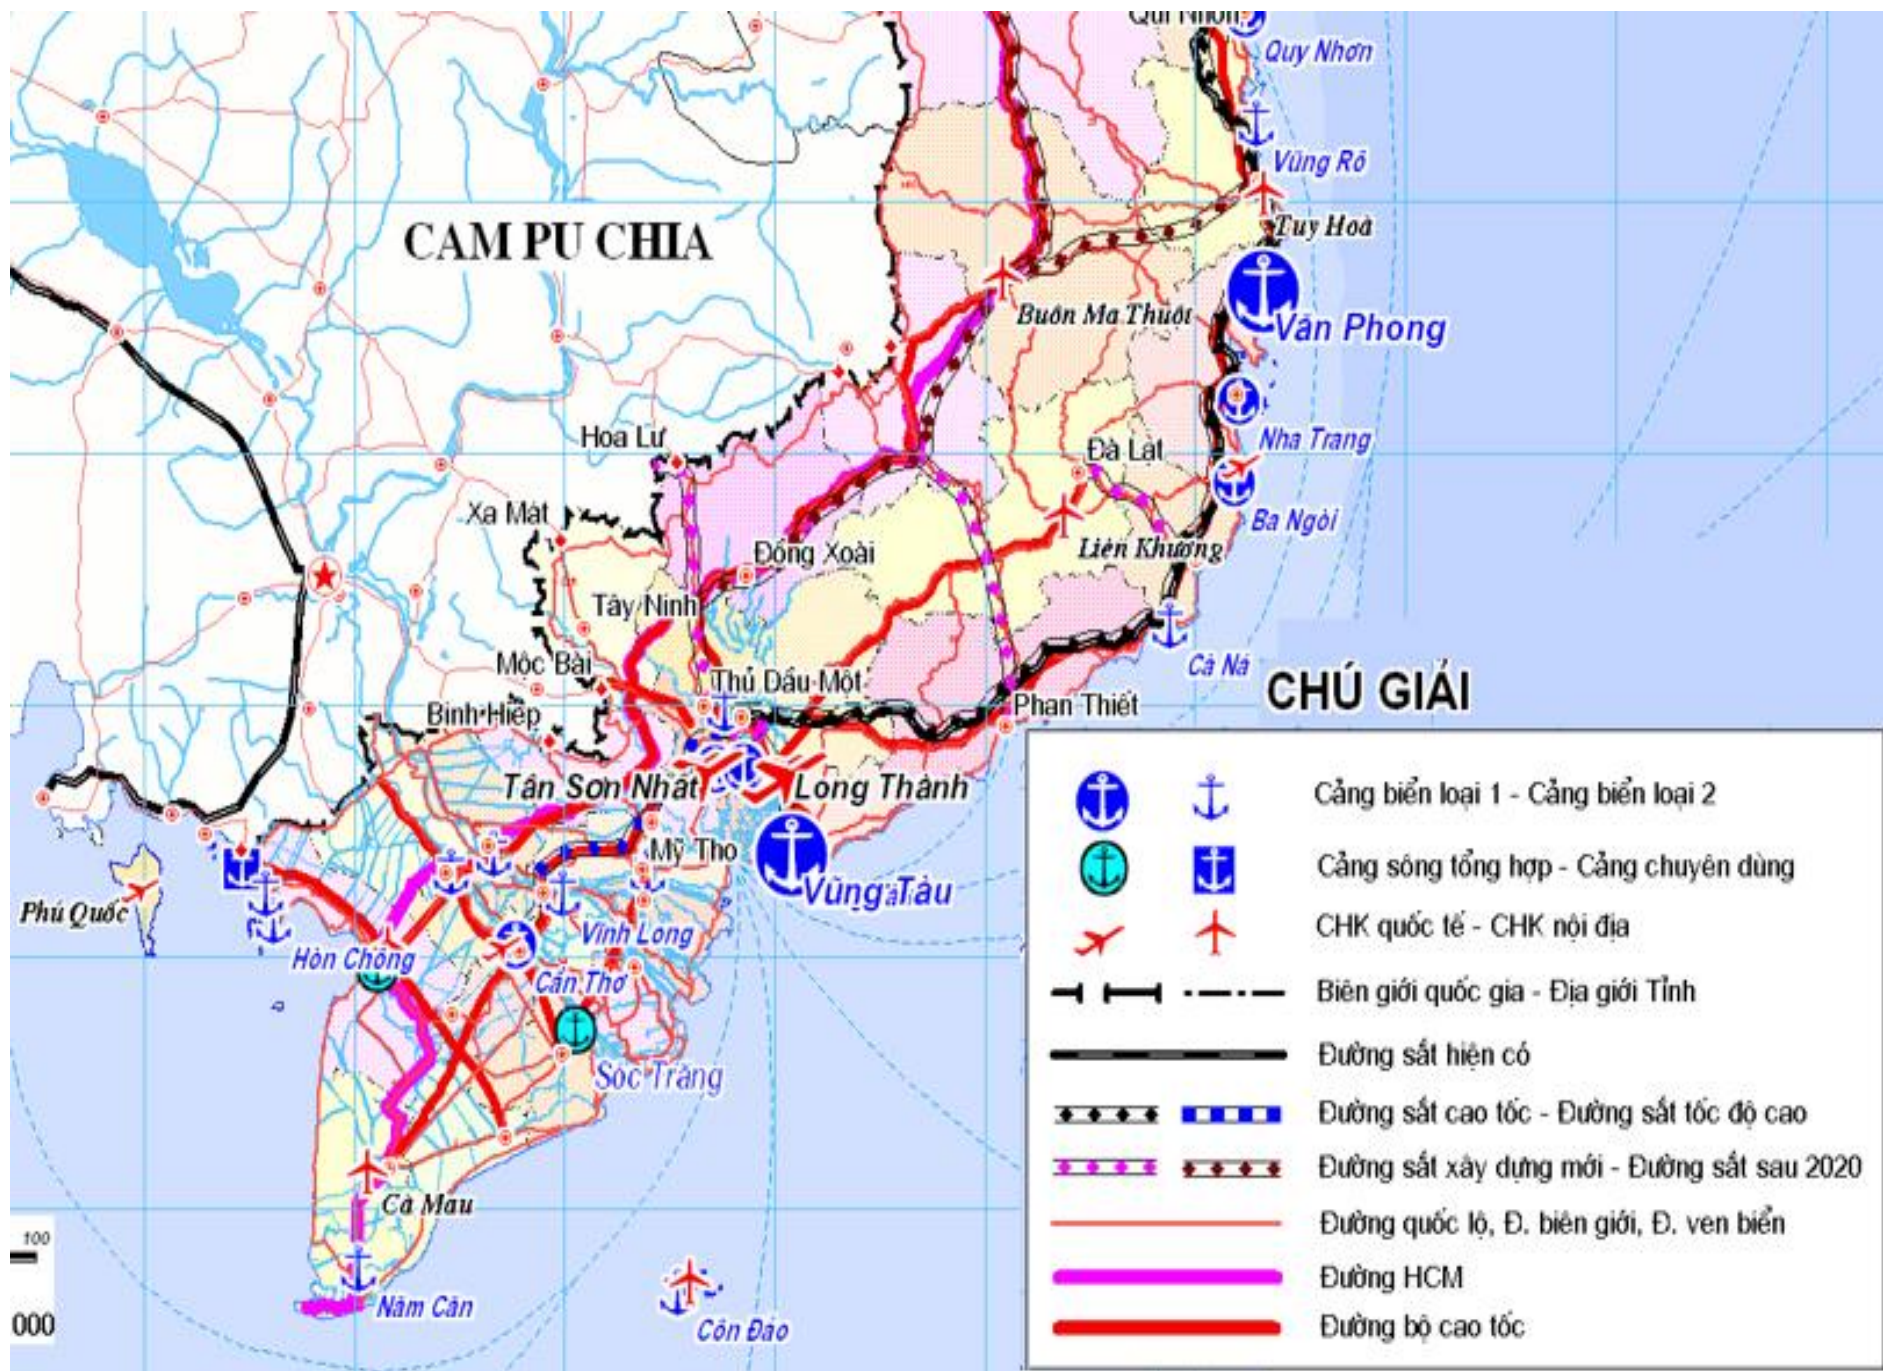 Qui Nhơn
Quy Nhơn
Vũng Rô
CAM PU CHIA
Tuy Hoà
Buôn Ma Thuôt
Vân Phong
Hoa Lư
Đà Lạt
Nha Trang
Xa Mát
Ba Ngòi
Đồng Xoài
Liên Khương
Tây Ninh
Mộc Bài
Cà Ná
Thủ Dầu Một
CHÚ GIẢI
Bình Hiệp
Phan Thiết
Tân Sơn Nhất
Long Thành
Cảng biển loại 1 - Cảng biển loại 2
Mỹ Tho
Cảng sông tổng hợp - Cảng chuyên dùng
Vũng Tàu
Phú Quốc
Vĩnh Long
CHK quốc tế - CHK nội địa
Hòn Chông
Cần Thơ
Biên giới quốc gia - Địa giới Tỉnh
Đường sắt hiện có
Sóc Trăng
Đường sắt cao tốc - Đường sắt tốc độ cao
Đường sắt xây dựng mới - Đường sắt sau 2020
Cà Mau
Đường quốc lộ, Đ. biên giới, Đ. ven biển
100
Đường HCM
Năm Căn
000
Côn Đảo
Đường bộ cao tốc